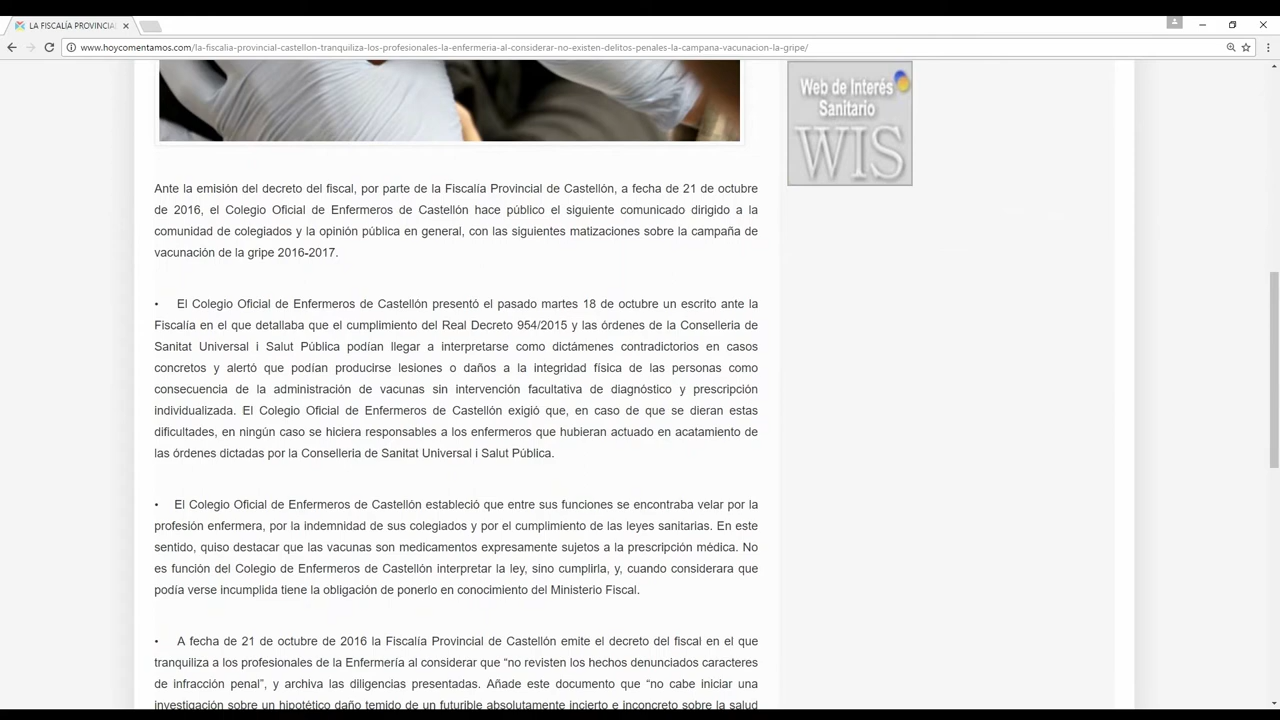 LA FISCALÍA PROVINCIA
www.hoycomentamos.com/la-fiscalia-provincial-castellon-tranquiliza-los-profesionales-la-enfermeria-al-considerar-no-existen-delitos-penales-la-campana-vacunacion-la-gripe/
Web de Interés
Sanitario
WIS
Ante la emisión del decreto del fiscal, por parte de la Fiscalía Provincial de Castellón, a fecha de 21 de octubre
de 2016, el Colegio Oficial de Enfermeros de Castellón hace público el siguiente comunicado dirigido a la
comunidad de colegiados y la opinión pública en general, con las siguientes matizaciones sobre la campaña de
vacunación de la gripe 2016-2017.
• El Colegio Oficial de Enfermeros de Castellón presentó el pasado martes 18 de octubre un escrito ante la
Fiscalía en el que detallaba que el cumplimiento del Real Decreto 954/2015 y las órdenes de la Conselleria de
Sanitat Universal i Salut Pública podían llegar a interpretarse como dictámenes contradictorios en casos
concretos y alertó que podían producirse lesiones o daños a la integridad física de las personas como
consecuencia de la administración de vacunas sin intervención facultativa de diagnóstico y prescripción
individualizada. El Colegio Oficial de Enfermeros de Castellón exigió que, en caso de que se dieran estas
dificultades, en ningún caso se hiciera responsables a los enfermeros que hubieran actuado en acatamiento de
las órdenes dictadas por la Conselleria de Sanitat Universal i Salut Pública.
• El Colegio Oficial de Enfermeros de Castellón estableció que entre sus funciones se encontraba velar por la
profesión enfermera, por la indemnidad de sus colegiados y por el cumplimiento de las leyes sanitarias. En este
sentido, quiso destacar que las vacunas son medicamentos expresamente sujetos a la prescripción médica. No
es función del Colegio de Enfermeros de Castellón interpretar la ley, sino cumplirla, y, cuando considerara que
podía verse incumplida tiene la obligación de ponerlo en conocimiento del Ministerio Fiscal.
• A fecha de 21 de octubre de 2016 la Fiscalía Provincial de Castellón emite el decreto del fiscal en el que
tranquiliza a los profesionales de la Enfermería al considerar que “no revisten los hechos denunciados caracteres
de infracción penal”, y archiva las diligencias presentadas. Añade este documento que “no cabe iniciar una
investigación sobre un hipotético daño temido de un futurible absolutamente incierto e inconcreto sobre la salud